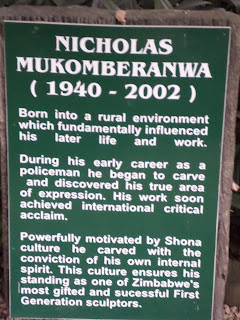 NICHOLAS
MUKOMBERANWA
( 1940 - 2002 )
Born into a rural environment
which fundamentally influenced
his later life and work.
During his early career as a
policeman he began to carve
and discovered his true area
of expression. His work soon
achieved international critical
acclaim.
Powerfully motivated by Shona
culture he carved with the
conviction of his own internal
spirit. This culture ensures his
standing as one of Zimbabwe's
most gifted and sucessful First
Generation sculptors.